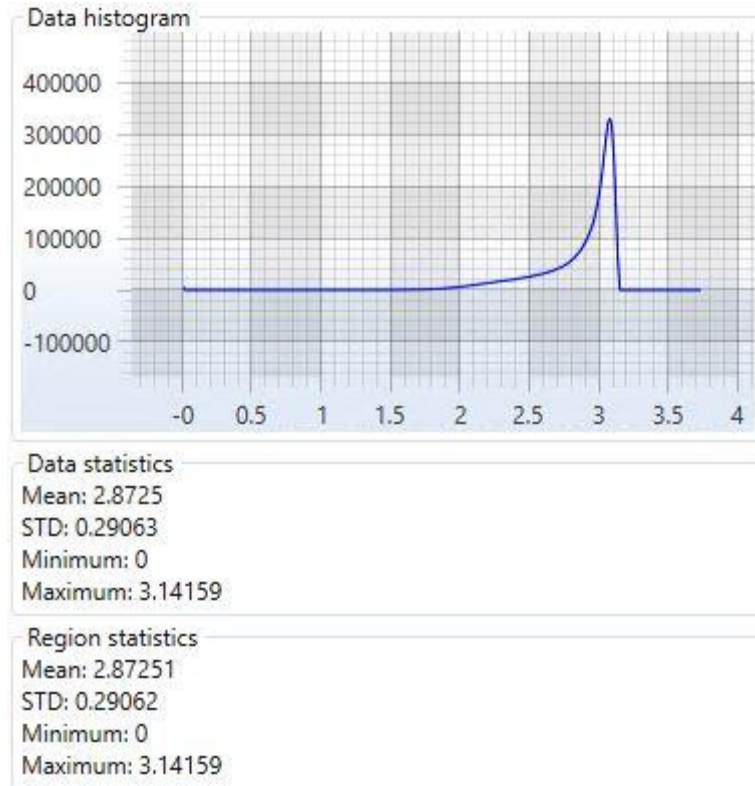 Data histogram
400000
300000
200000
100000
0
-100000
-0 0.5 1 1.5 2 2.5 3 3.5 4
Data statistics
Mean: 2.8725
STD: 0.29063
Minimum: 0
Maximum: 3.14159
Region statistics
Mean: 2.87251
STD: 0.29062
Minimum: 0
Maximum: 3.14159